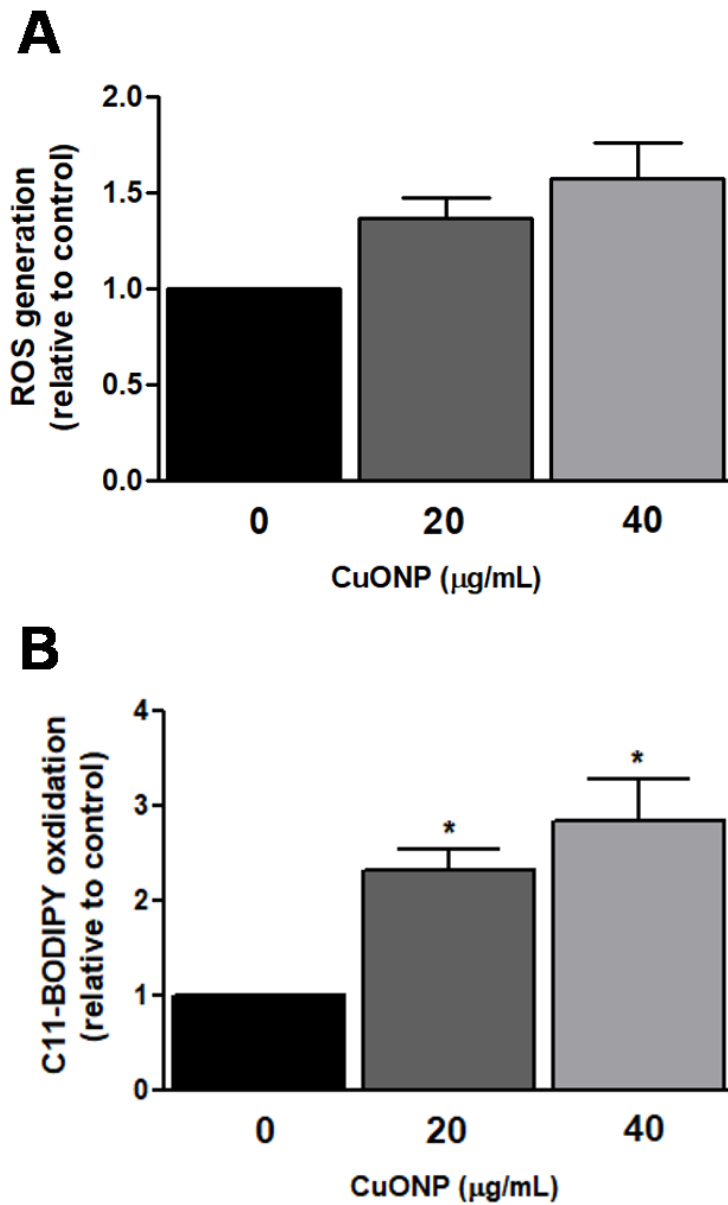 A
ROS generation
(relative to control)
2.0
1.5
1.0
0.5
0.0
0 20 40
CuONP (μg/mL)
B
C11-BODIPY oxdidation
(relative to control)
4
3
2
1
0
* *
0 20 40
CuONP (μg/mL)